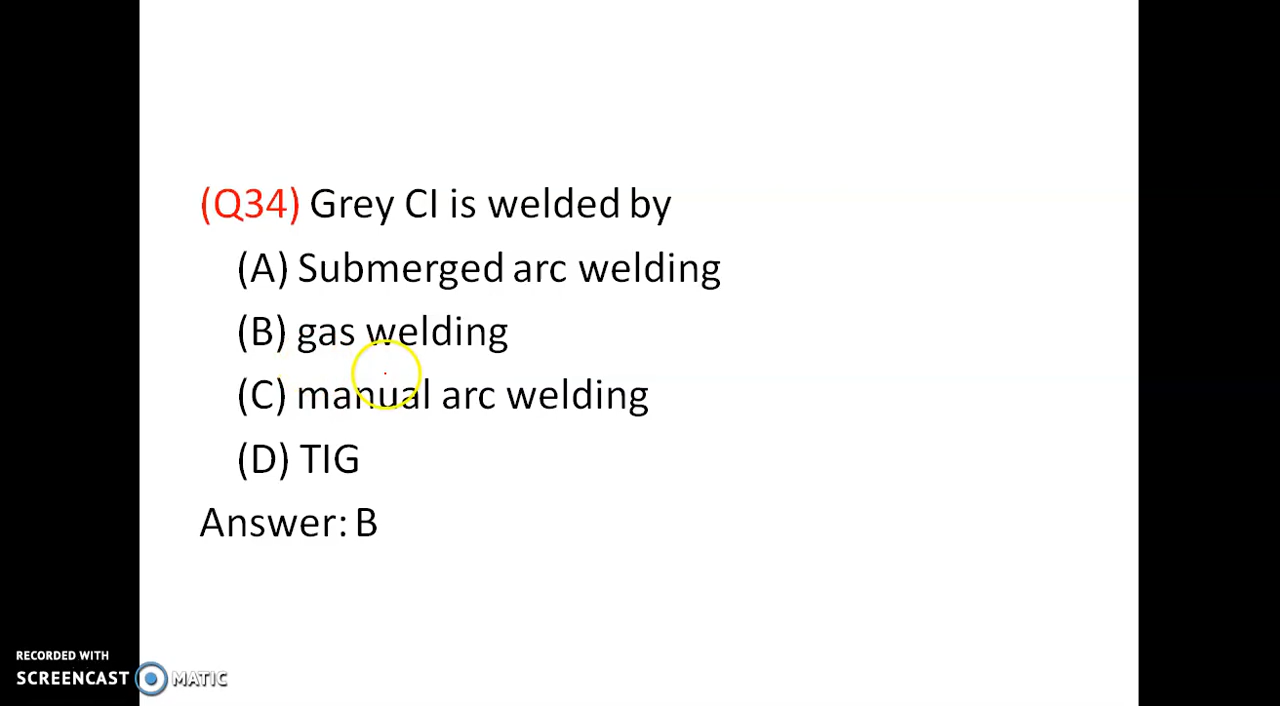 (Q34) Grey CI is welded by
(A) Submerged arc welding
(B) gas welding
(C) manual arc welding
(D) TIG
Answer: B
RECORDED WITH
SCREENCAST MATIC